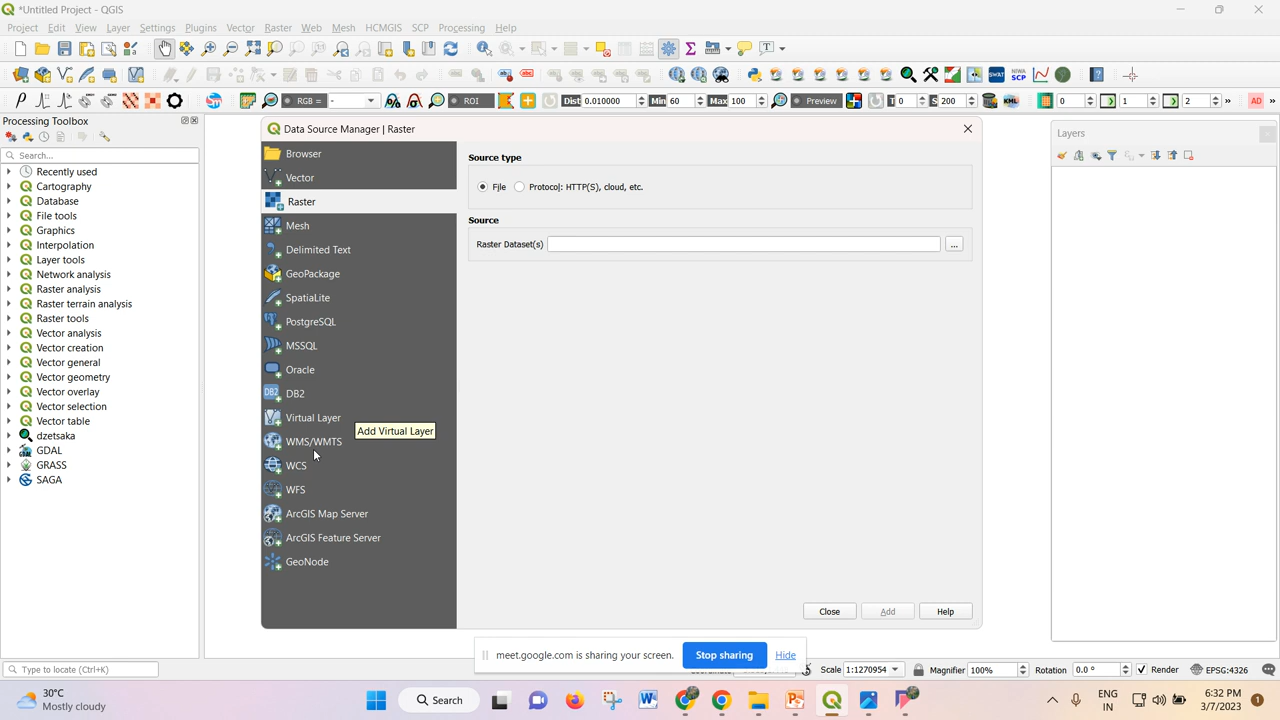 *Untitled Project - QGIS
Project Edit View Layer Settings Plugins Vector Raster Web Mesh HCMGIS SCP Processing Help
RGB = - ROI Dist 0.010000 Min 60 Max 100 Preview T 0 S 200 KML 0 1 2 » AD »
Processing Toolbox
Search...
Recently used
Cartography
Database
File tools
Graphics
Interpolation
Layer tools
Network analysis
Raster analysis
Raster terrain analysis
Raster tools
Vector analysis
Vector creation
Vector general
Vector geometry
Vector overlay
Vector selection
Vector table
dzetsaka
GDAL
GRASS
SAGA
Data Source Manager | Raster
Browser
Vector
Raster
Mesh
Delimited Text
GeoPackage
SpatiaLite
PostgreSQL
MSSQL
Oracle
DB2
Virtual Layer
Add Virtual Layer
WMS/WMTS
WCS
WFS
ArcGIS Map Server
ArcGIS Feature Server
GeoNode
Source type
File Protocol: HTTP(S), cloud, etc.
Source
Raster Dataset(s) ...
Close Add Help
Layers
meet.google.com is sharing your screen. Stop sharing Hide
Type to locate (Ctrl+K)
Scale 1:1270954 Magnifier 100% Rotation 0.0 ° Render EPSG:4326
30°C
Mostly cloudy
Search
ENG
IN
6:32 PM
3/7/2023
1